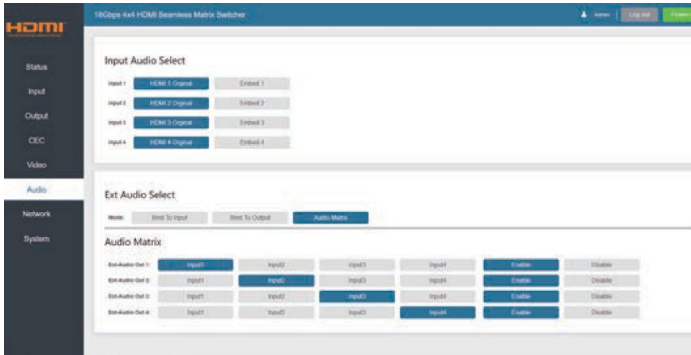 HDMI
18Gbps 4x4 HDMI Seamless Matrix Switcher
Admin
Log out
Status
Input
Output
CEC
Video
Audio
Network
System
Input Audio Select
Input 1 HDMI 1 Original Embed 1
Input 2 HDMI 2 Original Embed 2
Input 3 HDMI 3 Original Embed 3
Input 4 HDMI 4 Original Embed 4
Ext Audio Select
Mode: Bind To Input Bind To Output Audio Matrix
Audio Matrix
Ext-Audio Out 1: Input1 Input2 Input3 Input4 Enable Disable
Ext-Audio Out 2: Input1 Input2 Input3 Input4 Enable Disable
Ext-Audio Out 3: Input1 Input2 Input3 Input4 Enable Disable
Ext-Audio Out 4: Input1 Input2 Input3 Input4 Enable Disable